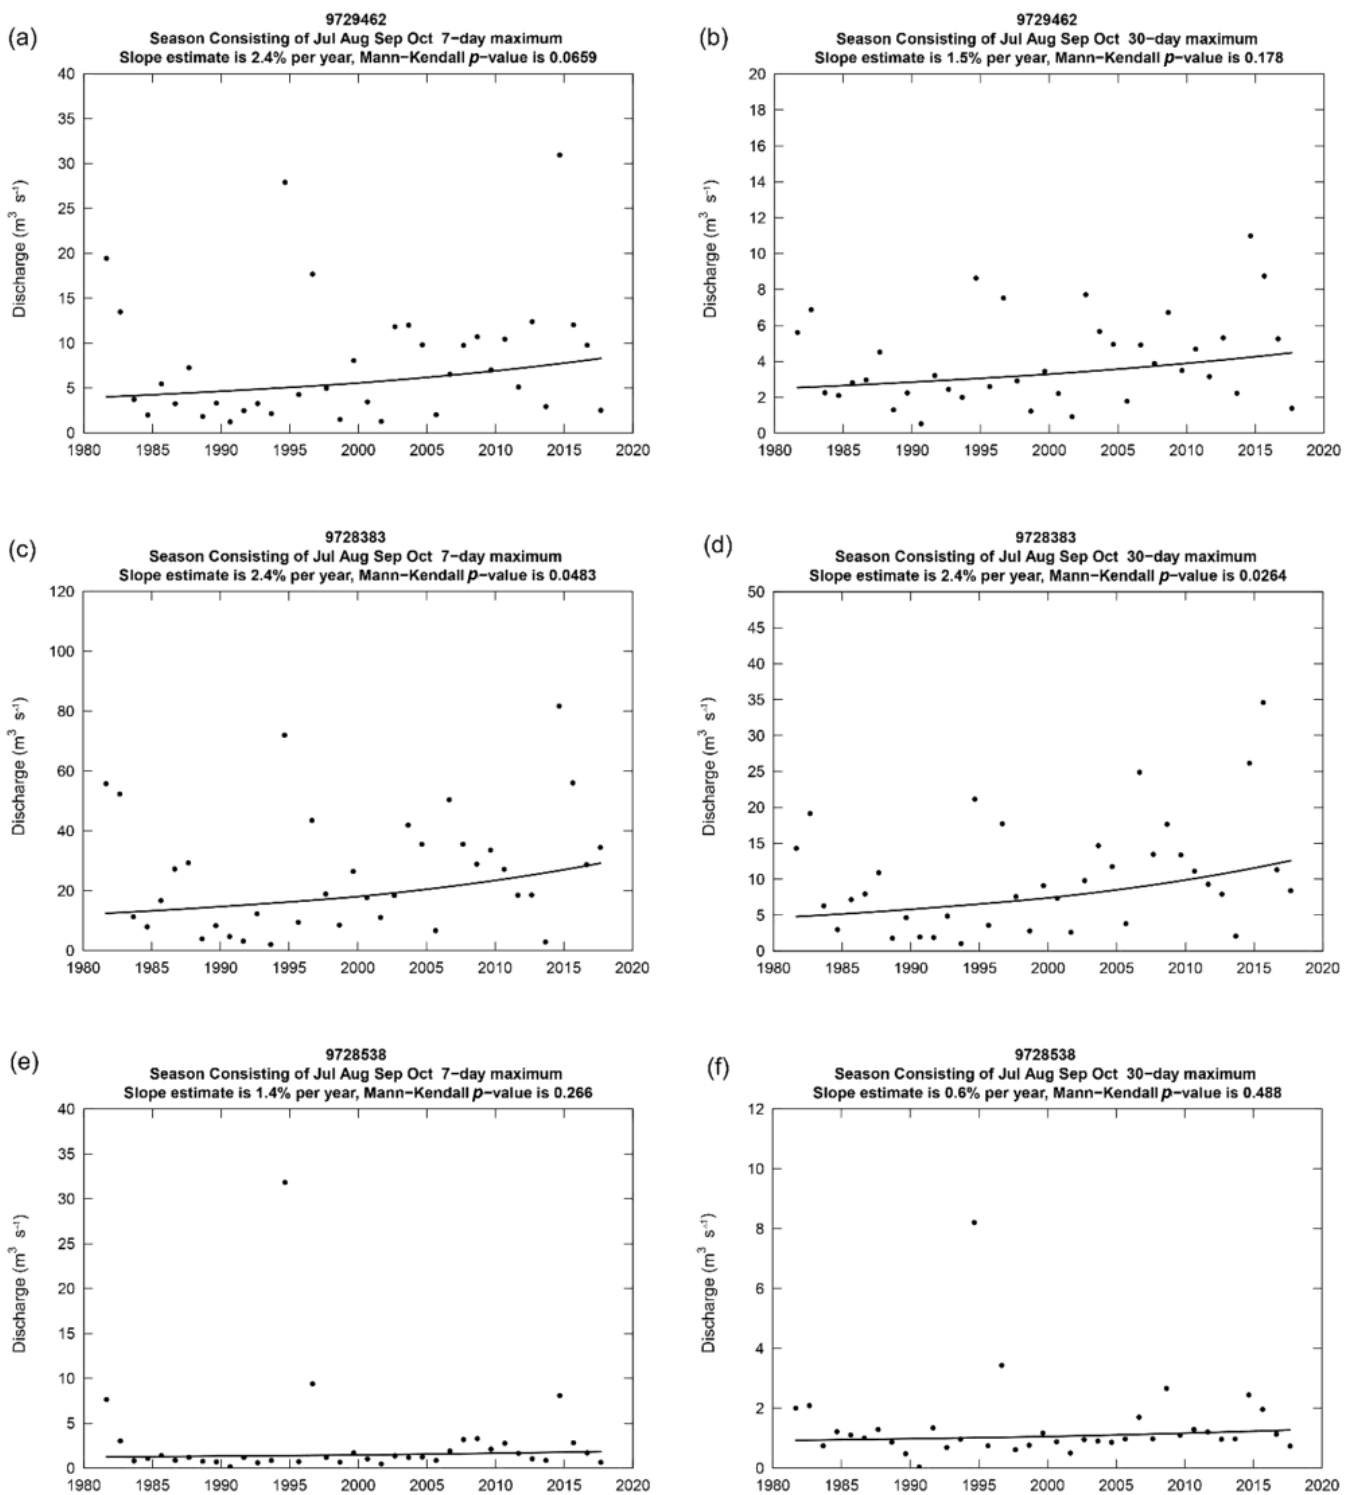 (a)
9729462
Season Consisting of Jul Aug Sep Oct 7−day maximum
Slope estimate is 2.4% per year, Mann−Kendall p−value is 0.0659
40
35
30
25
20
15
10
5
0
Discharge (m³ s⁻¹)
1980 1985 1990 1995 2000 2005 2010 2015 2020
(b)
9729462
Season Consisting of Jul Aug Sep Oct 30−day maximum
Slope estimate is 1.5% per year, Mann−Kendall p−value is 0.178
20
18
16
14
12
10
8
6
4
2
0
Discharge (m³ s⁻¹)
1980 1985 1990 1995 2000 2005 2010 2015 2020
(c)
9728383
Season Consisting of Jul Aug Sep Oct 7−day maximum
Slope estimate is 2.4% per year, Mann−Kendall p−value is 0.0483
120
100
80
60
40
20
0
Discharge (m³ s⁻¹)
1980 1985 1990 1995 2000 2005 2010 2015 2020
(d)
9728383
Season Consisting of Jul Aug Sep Oct 30−day maximum
Slope estimate is 2.4% per year, Mann−Kendall p−value is 0.0264
50
45
40
35
30
25
20
15
10
5
0
Discharge (m³ s⁻¹)
1980 1985 1990 1995 2000 2005 2010 2015 2020
(e)
9728538
Season Consisting of Jul Aug Sep Oct 7−day maximum
Slope estimate is 1.4% per year, Mann−Kendall p−value is 0.266
40
35
30
25
20
15
10
5
0
Discharge (m³ s⁻¹)
1980 1985 1990 1995 2000 2005 2010 2015 2020
(f)
9728538
Season Consisting of Jul Aug Sep Oct 30−day maximum
Slope estimate is 0.6% per year, Mann−Kendall p−value is 0.488
12
10
8
6
4
2
0
Discharge (m³ s⁻¹)
1980 1985 1990 1995 2000 2005 2010 2015 2020